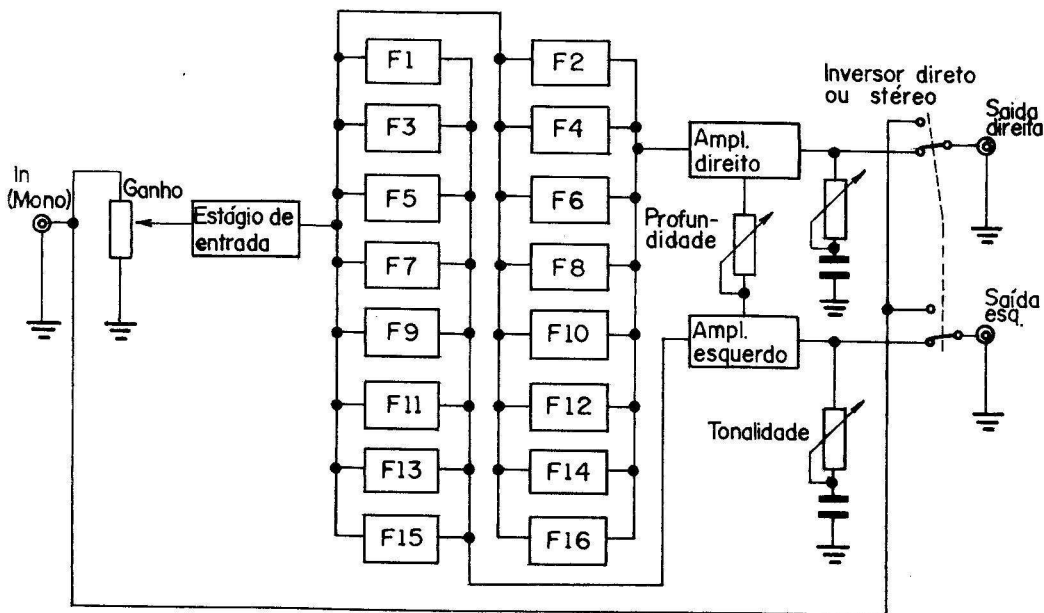 In
(Mono)
Ganho
Estágio de
entrada
F1
F3
F5
F7
F9
F11
F13
F15
F2
F4
F6
F8
F10
F12
F14
F16
Ampl.
direito
Profun-
didade
Ampl.
esquerdo
Tonalidade
Inversor direto
ou stéreo
Saida
direita
Saída
esq.